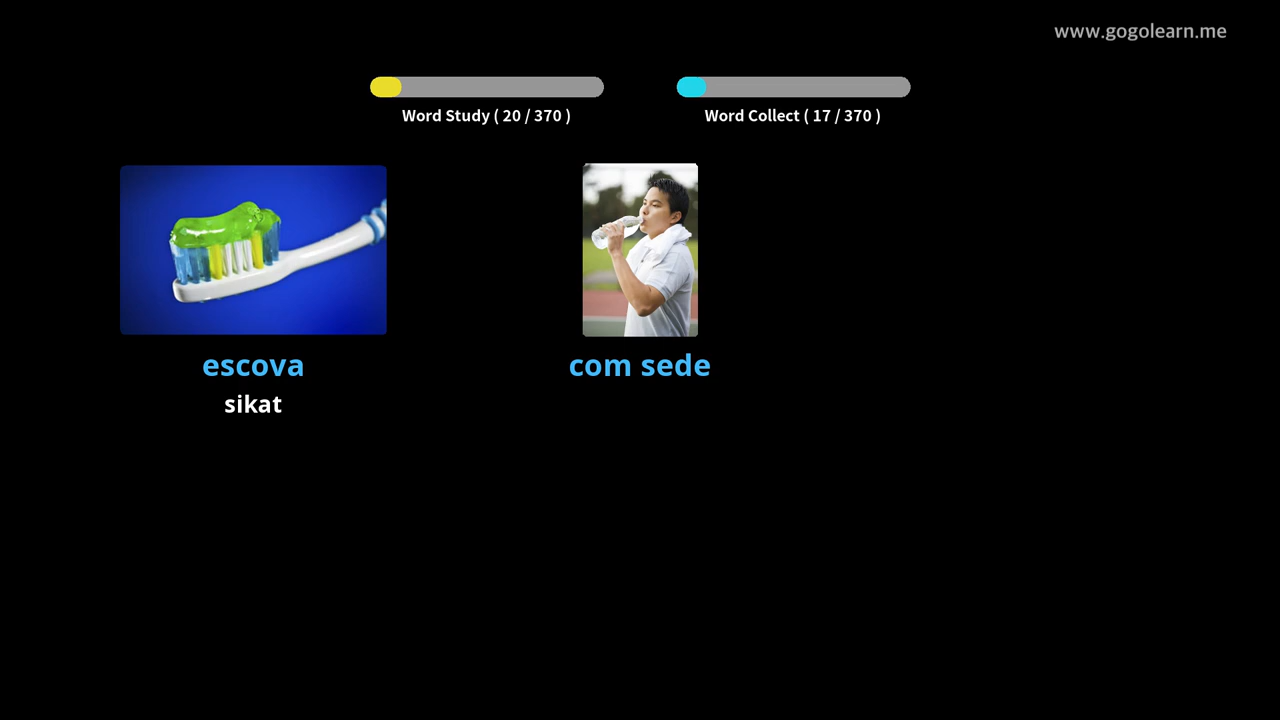 www.gogolearn.me
Word Study ( 20 / 370 )
Word Collect ( 17 / 370 )
escova
com sede
sikat